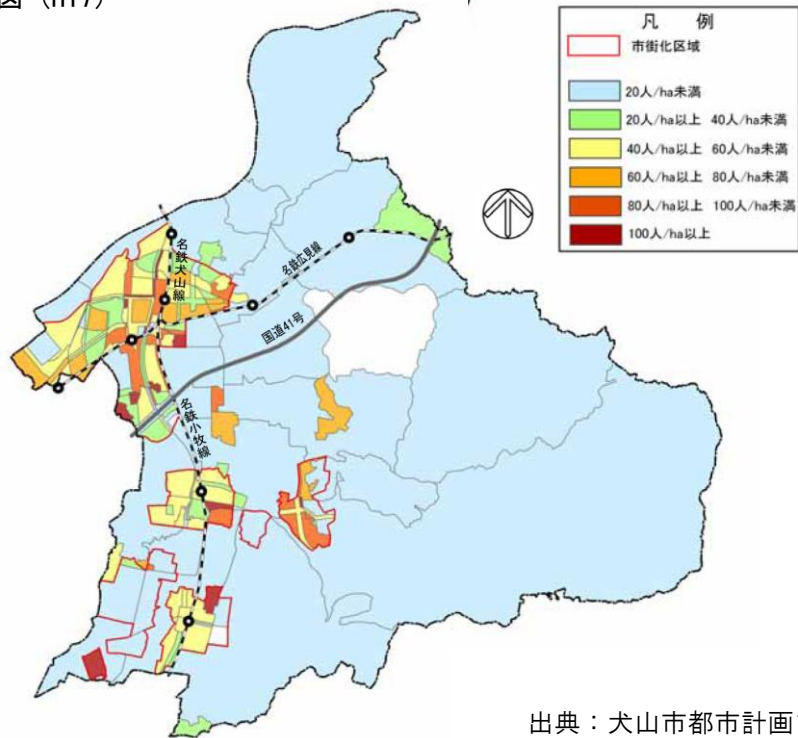 図（H17）
凡　例
市街化区域
20人/ha未満
20人/ha以上　40人/ha未満
40人/ha以上　60人/ha未満
60人/ha以上　80人/ha未満
80人/ha以上　100人/ha未満
100人/ha以上
名鉄犬山線
名鉄広見線
国道41号
名鉄小牧線
出典：犬山市都市計画